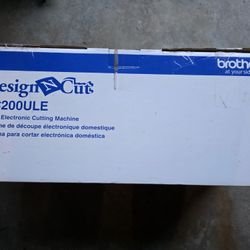 esign N Cut
brother
at your side
200ULE
Electronic Cutting Machine
ne de découpe électronique domestique
na para cortar electrónica doméstica